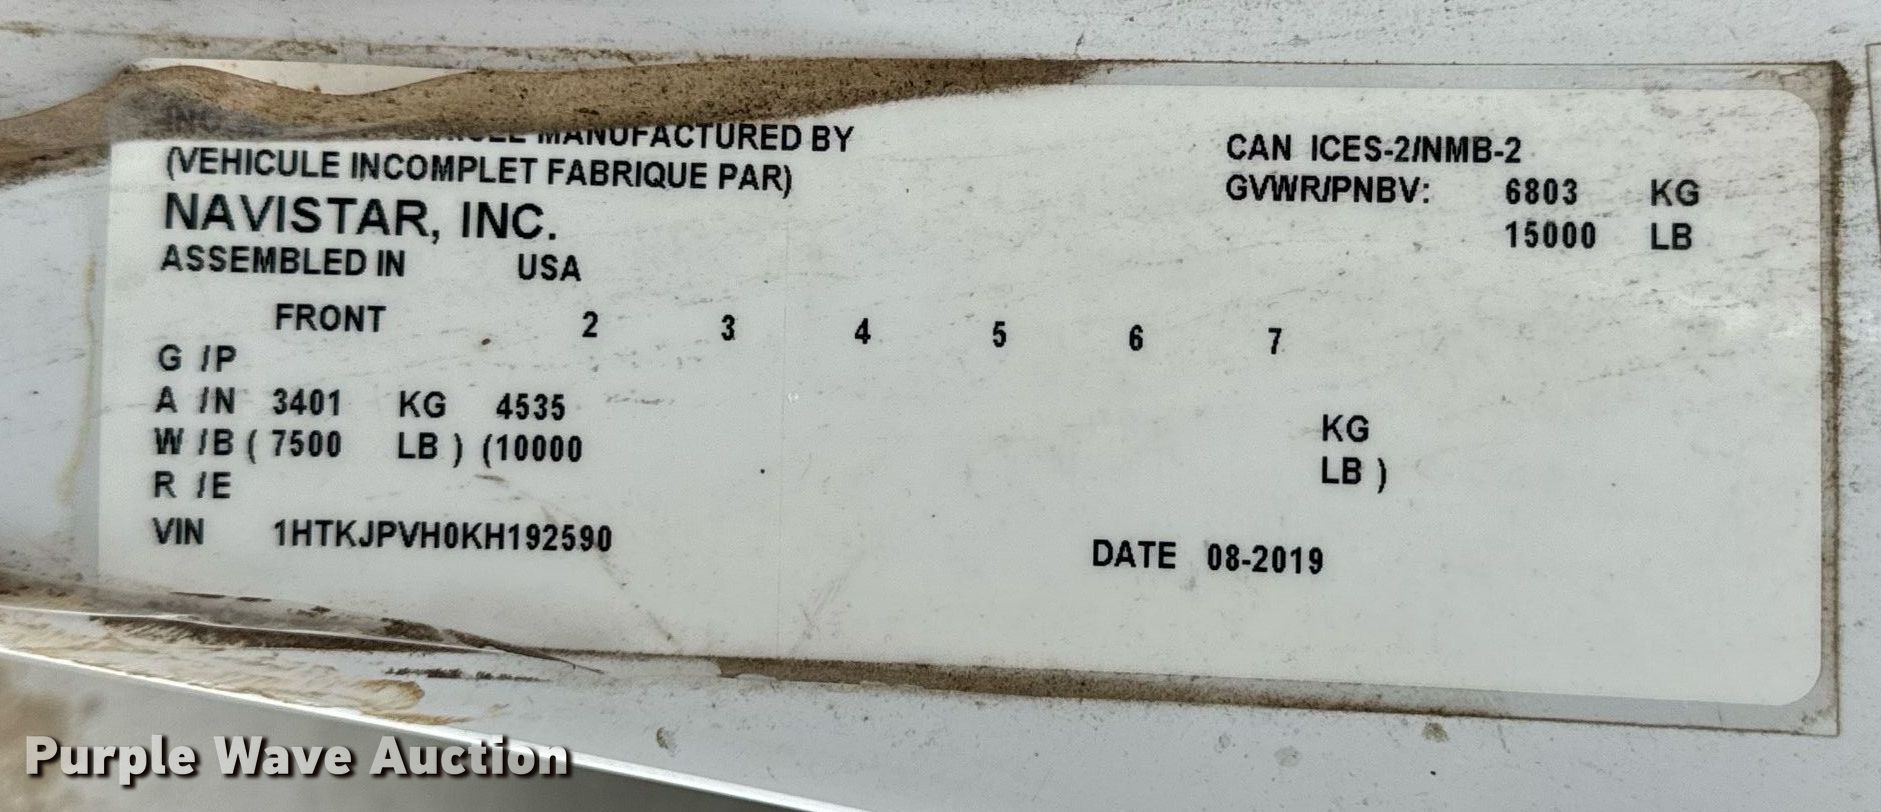 MANUFACTURED BY
(VEHICULE INCOMPLET FABRIQUE PAR)
NAVISTAR, INC.
ASSEMBLED IN USA
CAN ICES-2/NMB-2
GVWR/PNBV: 6803 KG
15000 LB
FRONT 2 3 4 5 6 7
G /P
A /N 3401 KG 4535 KG
W /B ( 7500 LB ) (10000 LB )
R /E
VIN 1HTKJPVH0KH192590
DATE 08-2019
Purple Wave Auction